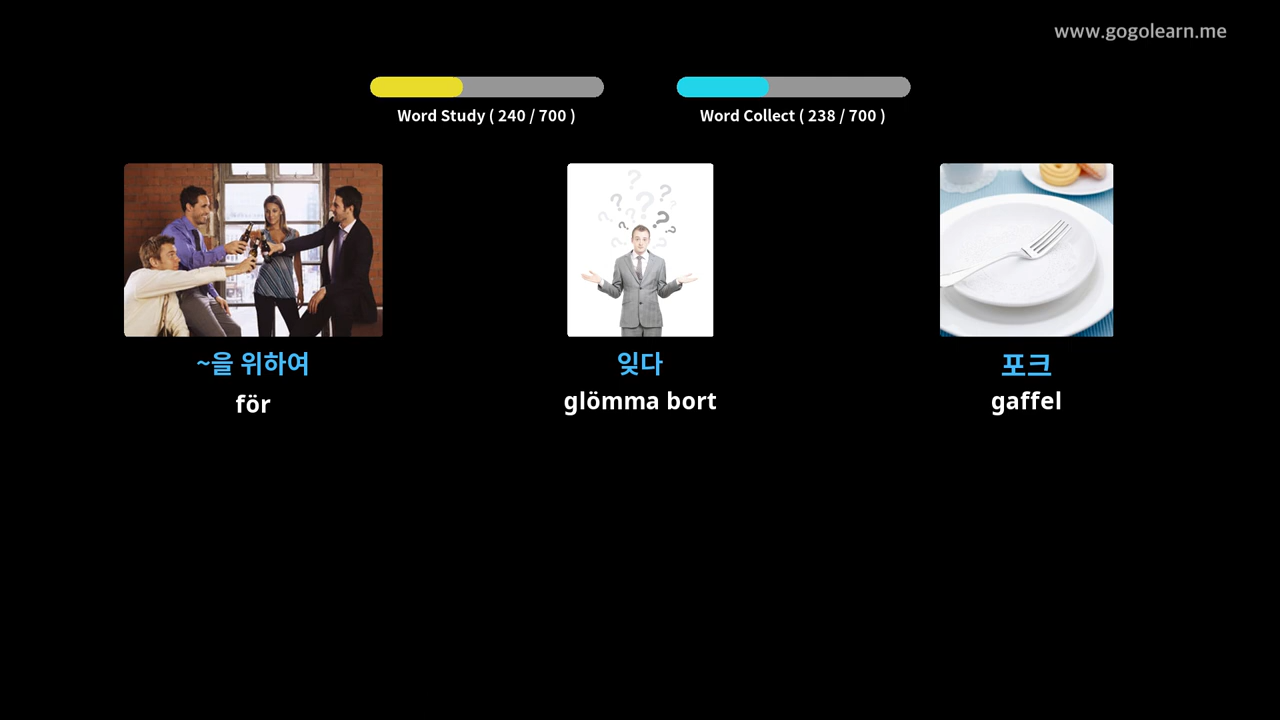 www.gogolearn.me
Word Study ( 240 / 700 )
Word Collect ( 238 / 700 )
~을 위하여
för
잊다
glömma bort
포크
gaffel